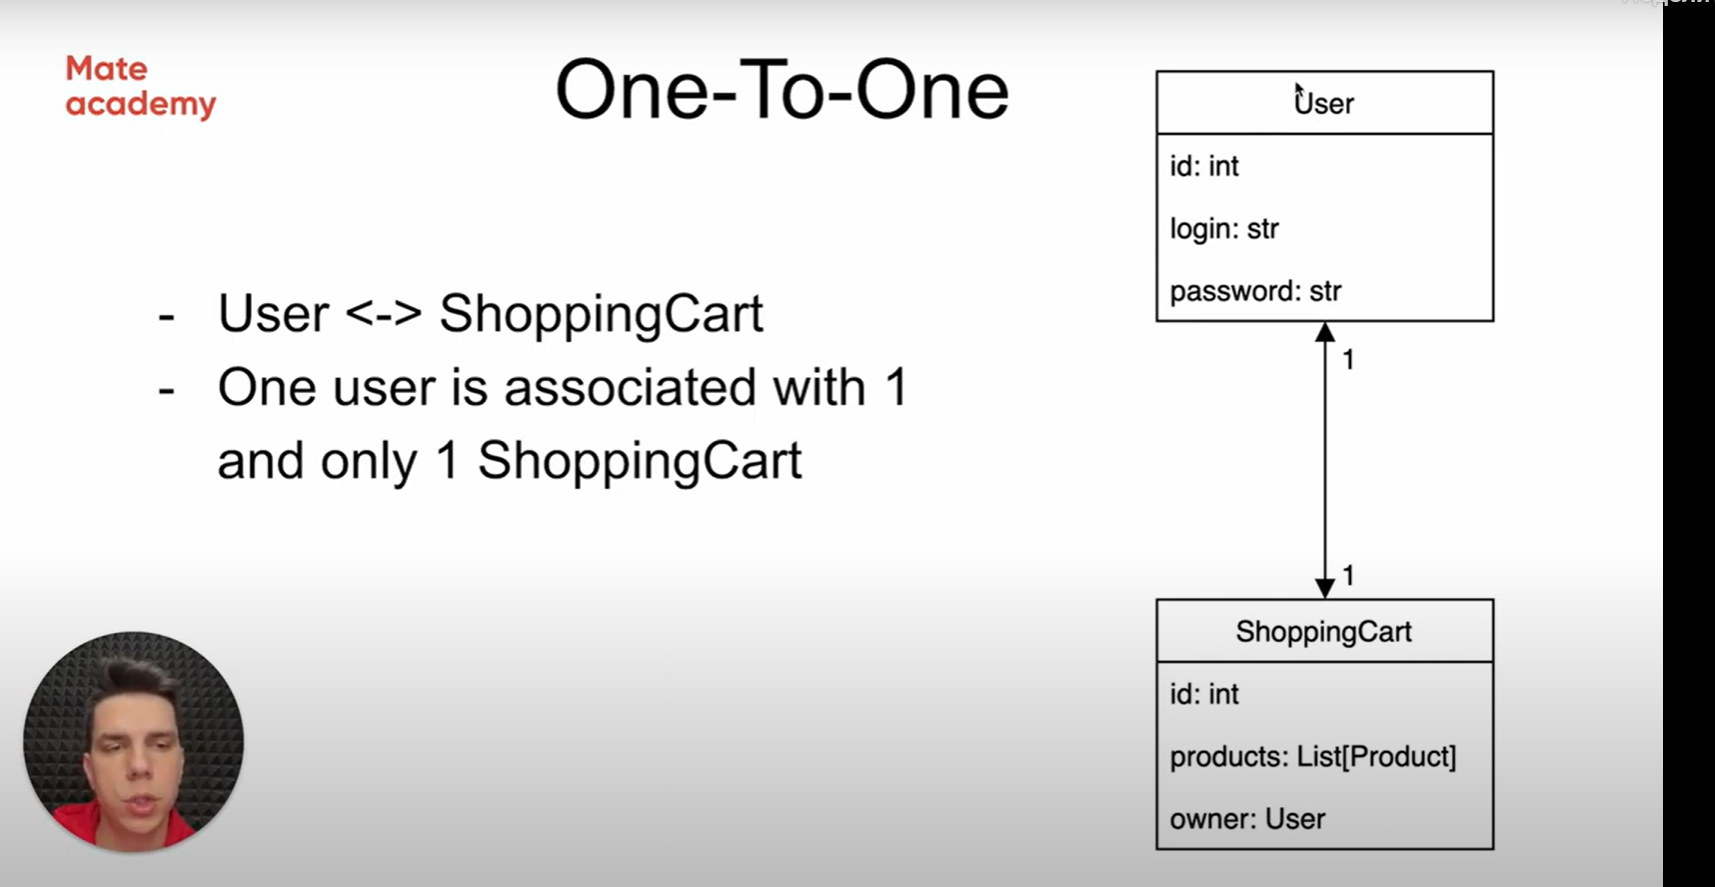 Mate
academy
One-To-One
- User <-> ShoppingCart
- One user is associated with 1
and only 1 ShoppingCart
User
id: int
login: str
password: str
1
1
ShoppingCart
id: int
products: List[Product]
owner: User